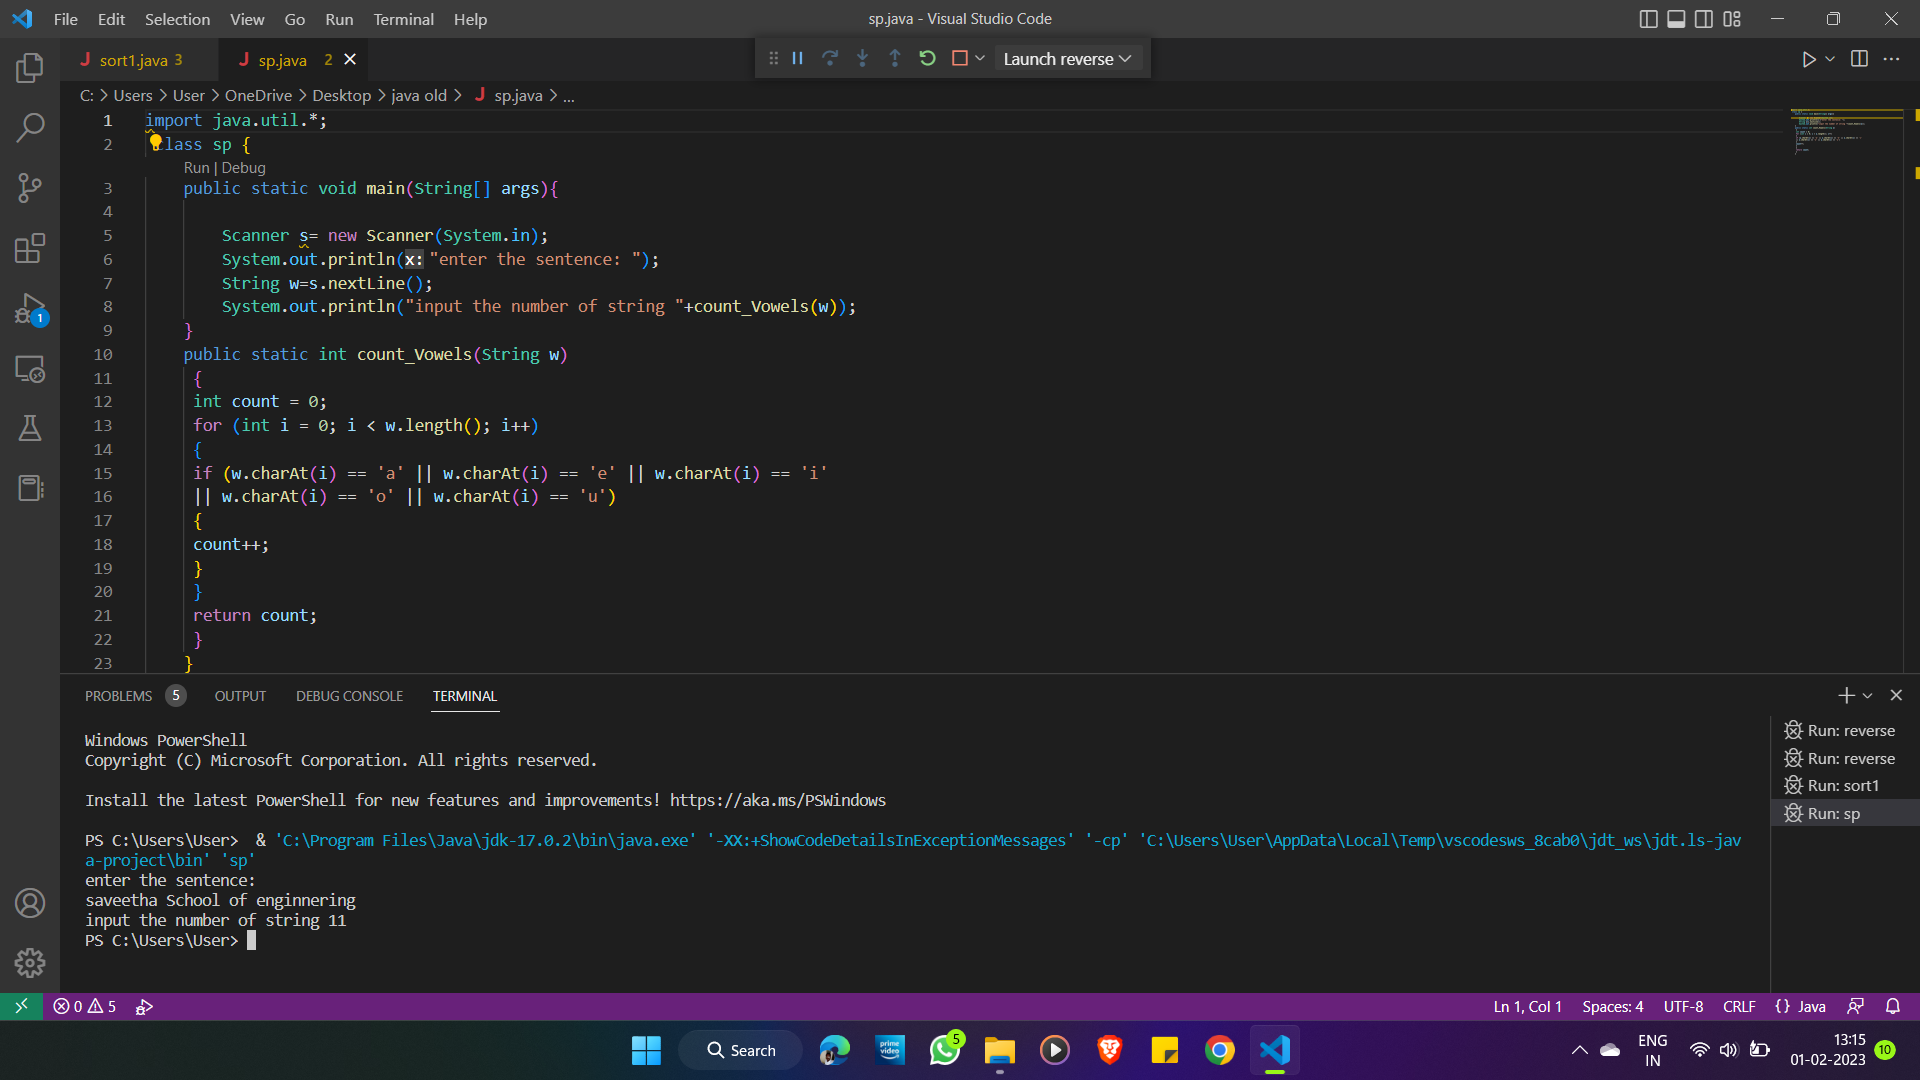 File Edit Selection View Go Run Terminal Help
sp.java - Visual Studio Code
J sort1.java 3
J sp.java 2
Launch reverse
C: > Users > User > OneDrive > Desktop > java old > J sp.java > ...
1 import java.util.*;
2 class sp {
Run | Debug
3 public static void main(String[] args){
4
5 Scanner s= new Scanner(System.in);
6 System.out.println(x: "enter the sentence: ");
7 String w=s.nextLine();
8 System.out.println("input the number of string "+count_Vowels(w));
9 }
10 public static int count_Vowels(String w)
11 {
12 int count = 0;
13 for (int i = 0; i < w.length(); i++)
14 {
15 if (w.charAt(i) == 'a' || w.charAt(i) == 'e' || w.charAt(i) == 'i'
16 || w.charAt(i) == 'o' || w.charAt(i) == 'u')
17 {
18 count++;
19 }
20 }
21 return count;
22 }
23 }
1
PROBLEMS 5 OUTPUT DEBUG CONSOLE TERMINAL
Windows PowerShell
Copyright (C) Microsoft Corporation. All rights reserved.
Install the latest PowerShell for new features and improvements! https://aka.ms/PSWindows
PS C:\Users\User>  & 'C:\Program Files\Java\jdk-17.0.2\bin\java.exe' '-XX:+ShowCodeDetailsInExceptionMessages' '-cp' 'C:\Users\User\AppData\Local\Temp\vscodesws_8cab0\jdt_ws\jdt.ls-jav
a-project\bin' 'sp'
enter the sentence:
saveetha School of enginnering
input the number of string 11
PS C:\Users\User>
Run: reverse
Run: reverse
Run: sort1
Run: sp
0 5
Ln 1, Col 1 Spaces: 4 UTF-8 CRLF {} Java
Search
prime video
5
ENG
IN
13:15
01-02-2023
10